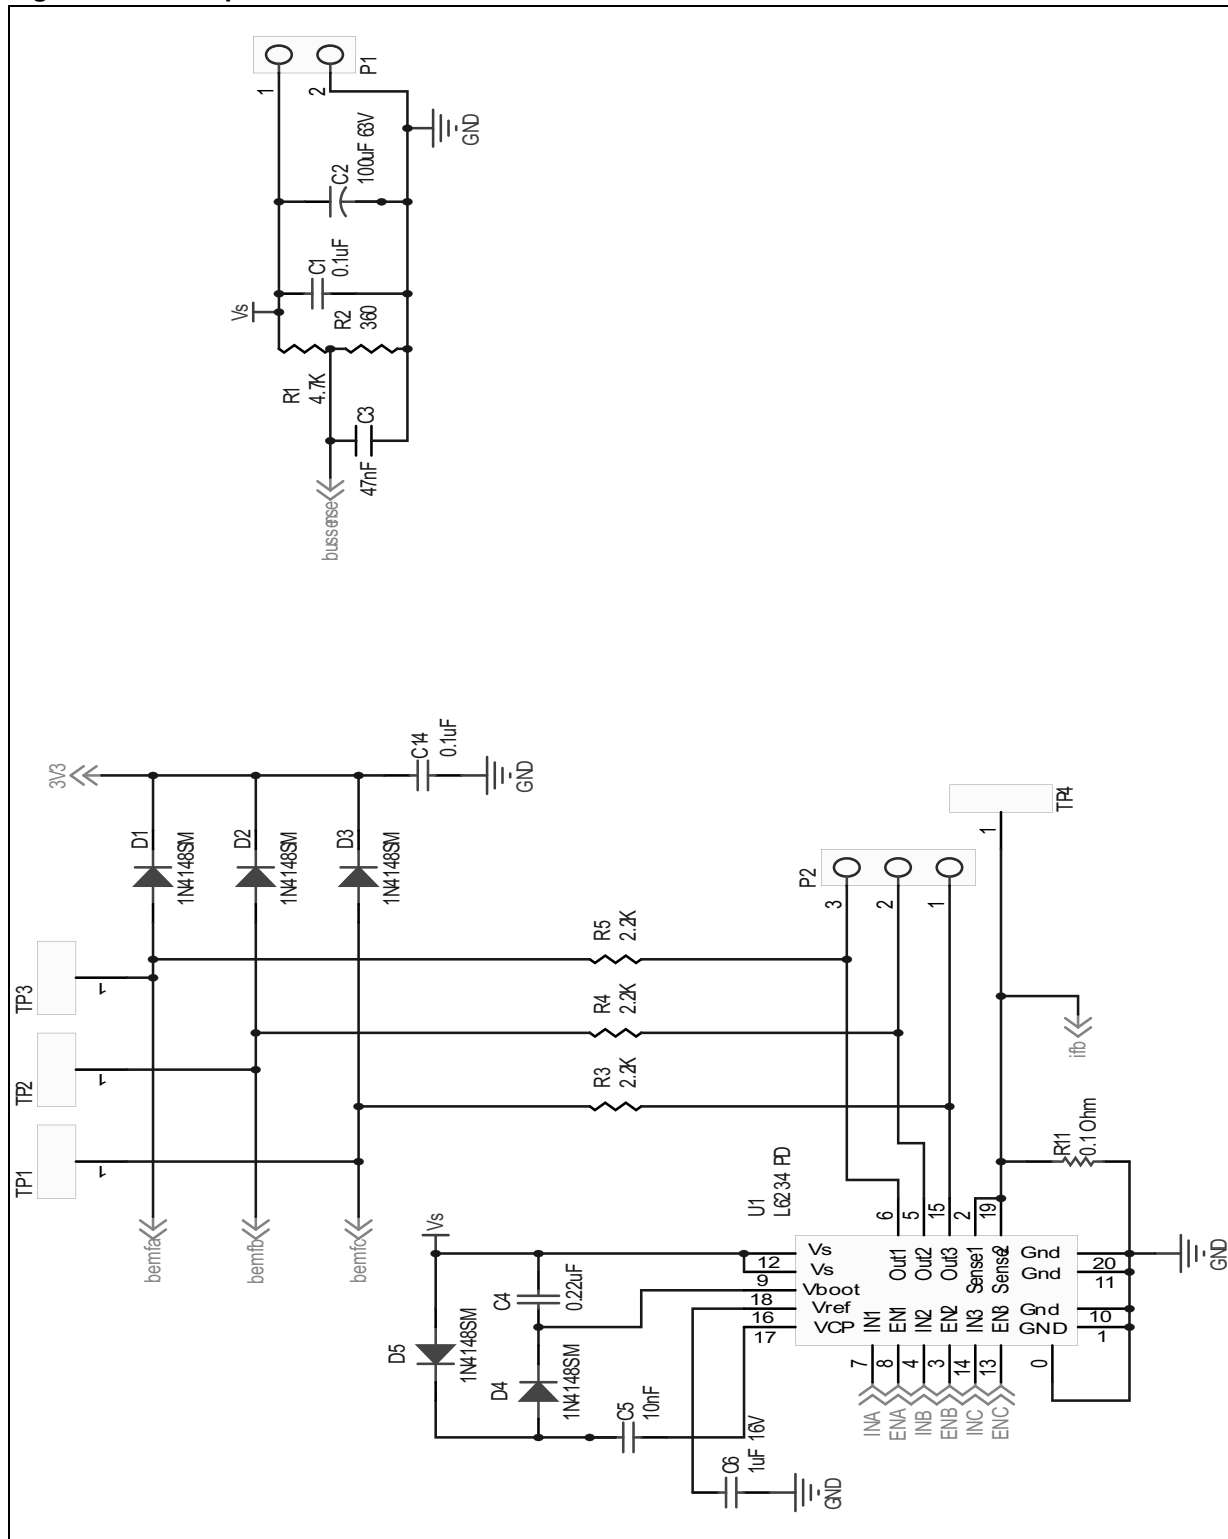 P1
1
2
GND
C2
100uF 63V
C1
0.1uF
Vs
R2
360
R1
4.7K
C3
47nF
bussense
3V3
C14
0.1uF
GND
D1
1N4148SM
D2
1N4148SM
D3
1N4148SM
TP4
1
P2
3
2
1
R5
2.2K
R4
2.2K
R3
2.2K
TP3
1
TP2
1
TP1
1
ifb
R11
0.1 Ohm
bemfa
bemfb
bemfc
U1
L6234 PD
Vs
6
5
15
2
19
Out1
Out2
Out3
Sense1
Sense2
Vs
12
Vs
9
Vboot
18
Vref
16
VCP
17
Gnd
20
Gnd
11
Gnd
10
GND
1
0
GND
IN1
EN1
IN2
EN2
IN3
EN3
7
8
4
3
14
13
INA
ENA
INB
ENB
INC
ENC
C4
0.22uF
D5
1N4148SM
D4
1N4148SM
C5
10nF
C6
1uF 16V
GND